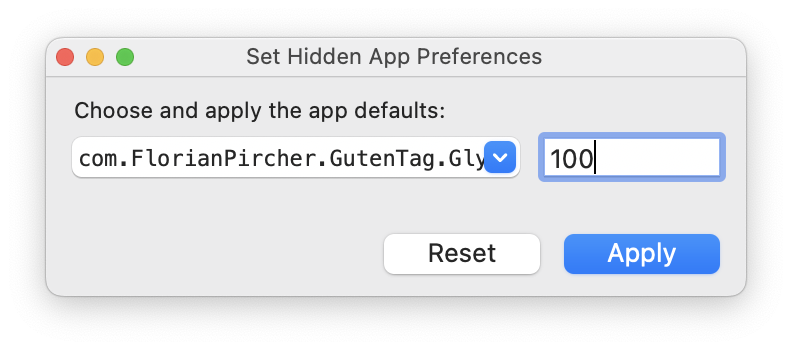 Set Hidden App Preferences
Choose and apply the app defaults:
com.FlorianPircher.GutenTag.Gly 100
Reset Apply